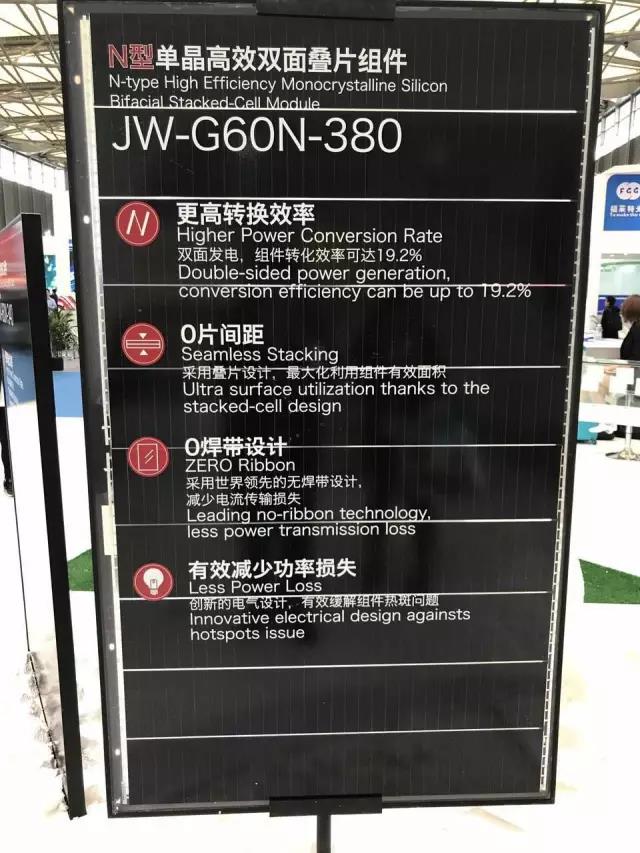 N型单晶高效双面叠片组件
N-type High Efficiency Monocrystalline Silicon
Bifacial Stacked-Cell Module
JW-G60N-380
N
更高转换效率
Higher Power Conversion Rate
双面发电，组件转化效率可达19.2%
Double-sided power generation,
conversion efficiency can be up to 19.2%
0片间距
Seamless Stacking
采用叠片设计，最大化利用组件有效面积
Ultra surface utilization thanks to the
stacked-cell design
0焊带设计
ZERO Ribbon
采用世界领先的无焊带设计，
减少电流传输损失
Leading no-ribbon technology,
less power transmission loss
有效减少功率损失
Less Power Loss
创新的电气设计，有效缓解组件热斑问题
Innovative electrical design againsts
hotspots issue
FGG
福莱特